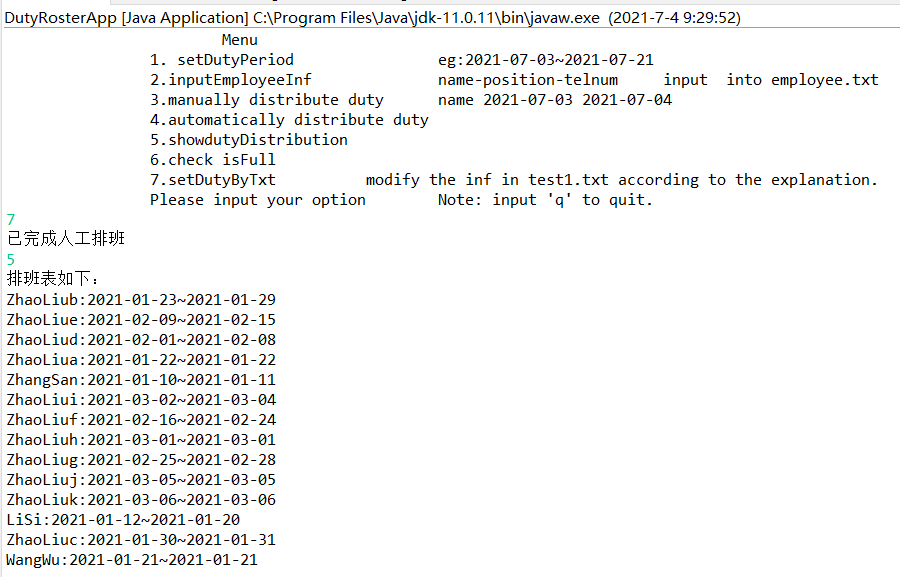 DutyRosterApp [Java Application] C:\Program Files\Java\jdk-11.0.11\bin\javaw.exe (2021-7-4 9:29:52)
Menu
1. setDutyPeriod eg:2021-07-03~2021-07-21
2.inputEmployeeInf name-position-telnum input into employee.txt
3.manually distribute duty name 2021-07-03 2021-07-04
4.automatically distribute duty
5.showdutyDistribution
6.check isFull
7.setDutyByTxt modify the inf in test1.txt according to the explanation.
Please input your option Note: input 'q' to quit.
7
已完成人工排班
5
排班表如下：
ZhaoLiub:2021-01-23~2021-01-29
ZhaoLiue:2021-02-09~2021-02-15
ZhaoLiud:2021-02-01~2021-02-08
ZhaoLiua:2021-01-22~2021-01-22
ZhangSan:2021-01-10~2021-01-11
ZhaoLiui:2021-03-02~2021-03-04
ZhaoLiuf:2021-02-16~2021-02-24
ZhaoLiuh:2021-03-01~2021-03-01
ZhaoLiug:2021-02-25~2021-02-28
ZhaoLiuj:2021-03-05~2021-03-05
ZhaoLiuk:2021-03-06~2021-03-06
LiSi:2021-01-12~2021-01-20
ZhaoLiuc:2021-01-30~2021-01-31
WangWu:2021-01-21~2021-01-21